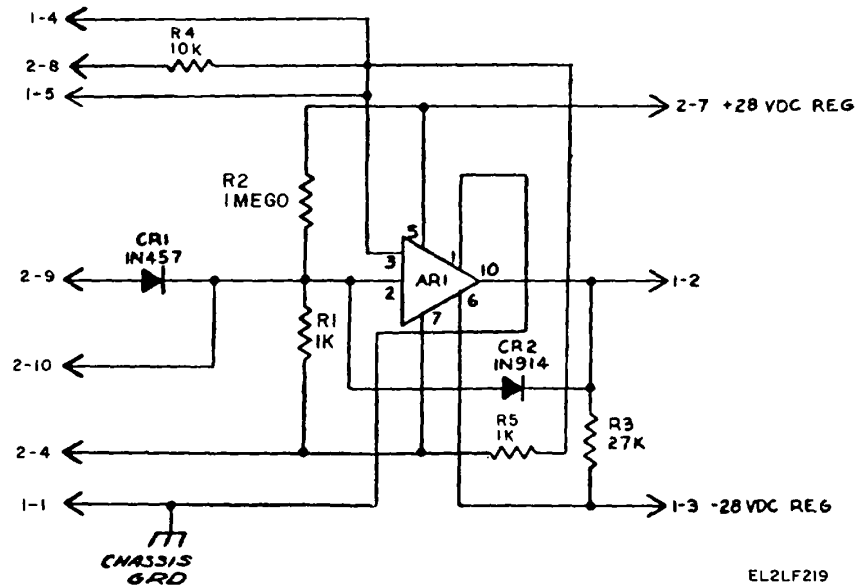 1-4
R4
10K
2-8
1-5
2-7 +28 VDC REG
R2
1MEGO
CR1
1N457
5
3
1
10
2-9
AR1
1-2
2
6
R1
1K
7
CR2
1N914
2-10
R5
1K
R3
27K
2-4
1-1
1-3 -28 VDC REG
CHASSIS
GRD
EL2LF219